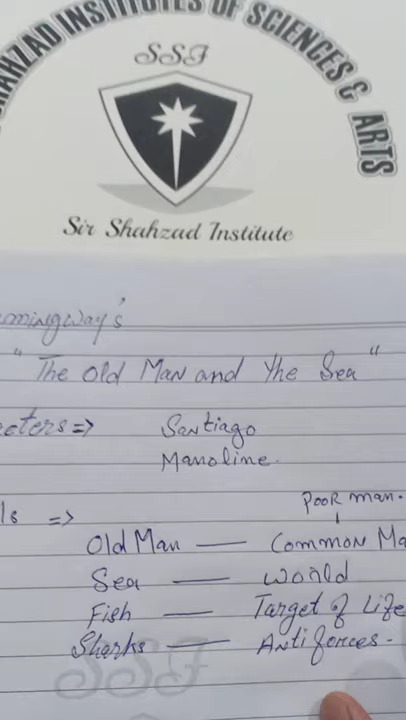 SHAHZAD INSTITUTES OF SCIENCES & ARTS
SSI
Sir Shahzad Institute
mingway's
"The Old Man and the Sea"
cters => Santiago
Manoline.
ls => Poor man.
Old Man — Common Ma
Sea — World
Fish — Target of Life
Sharks — Antiforces.
SSI